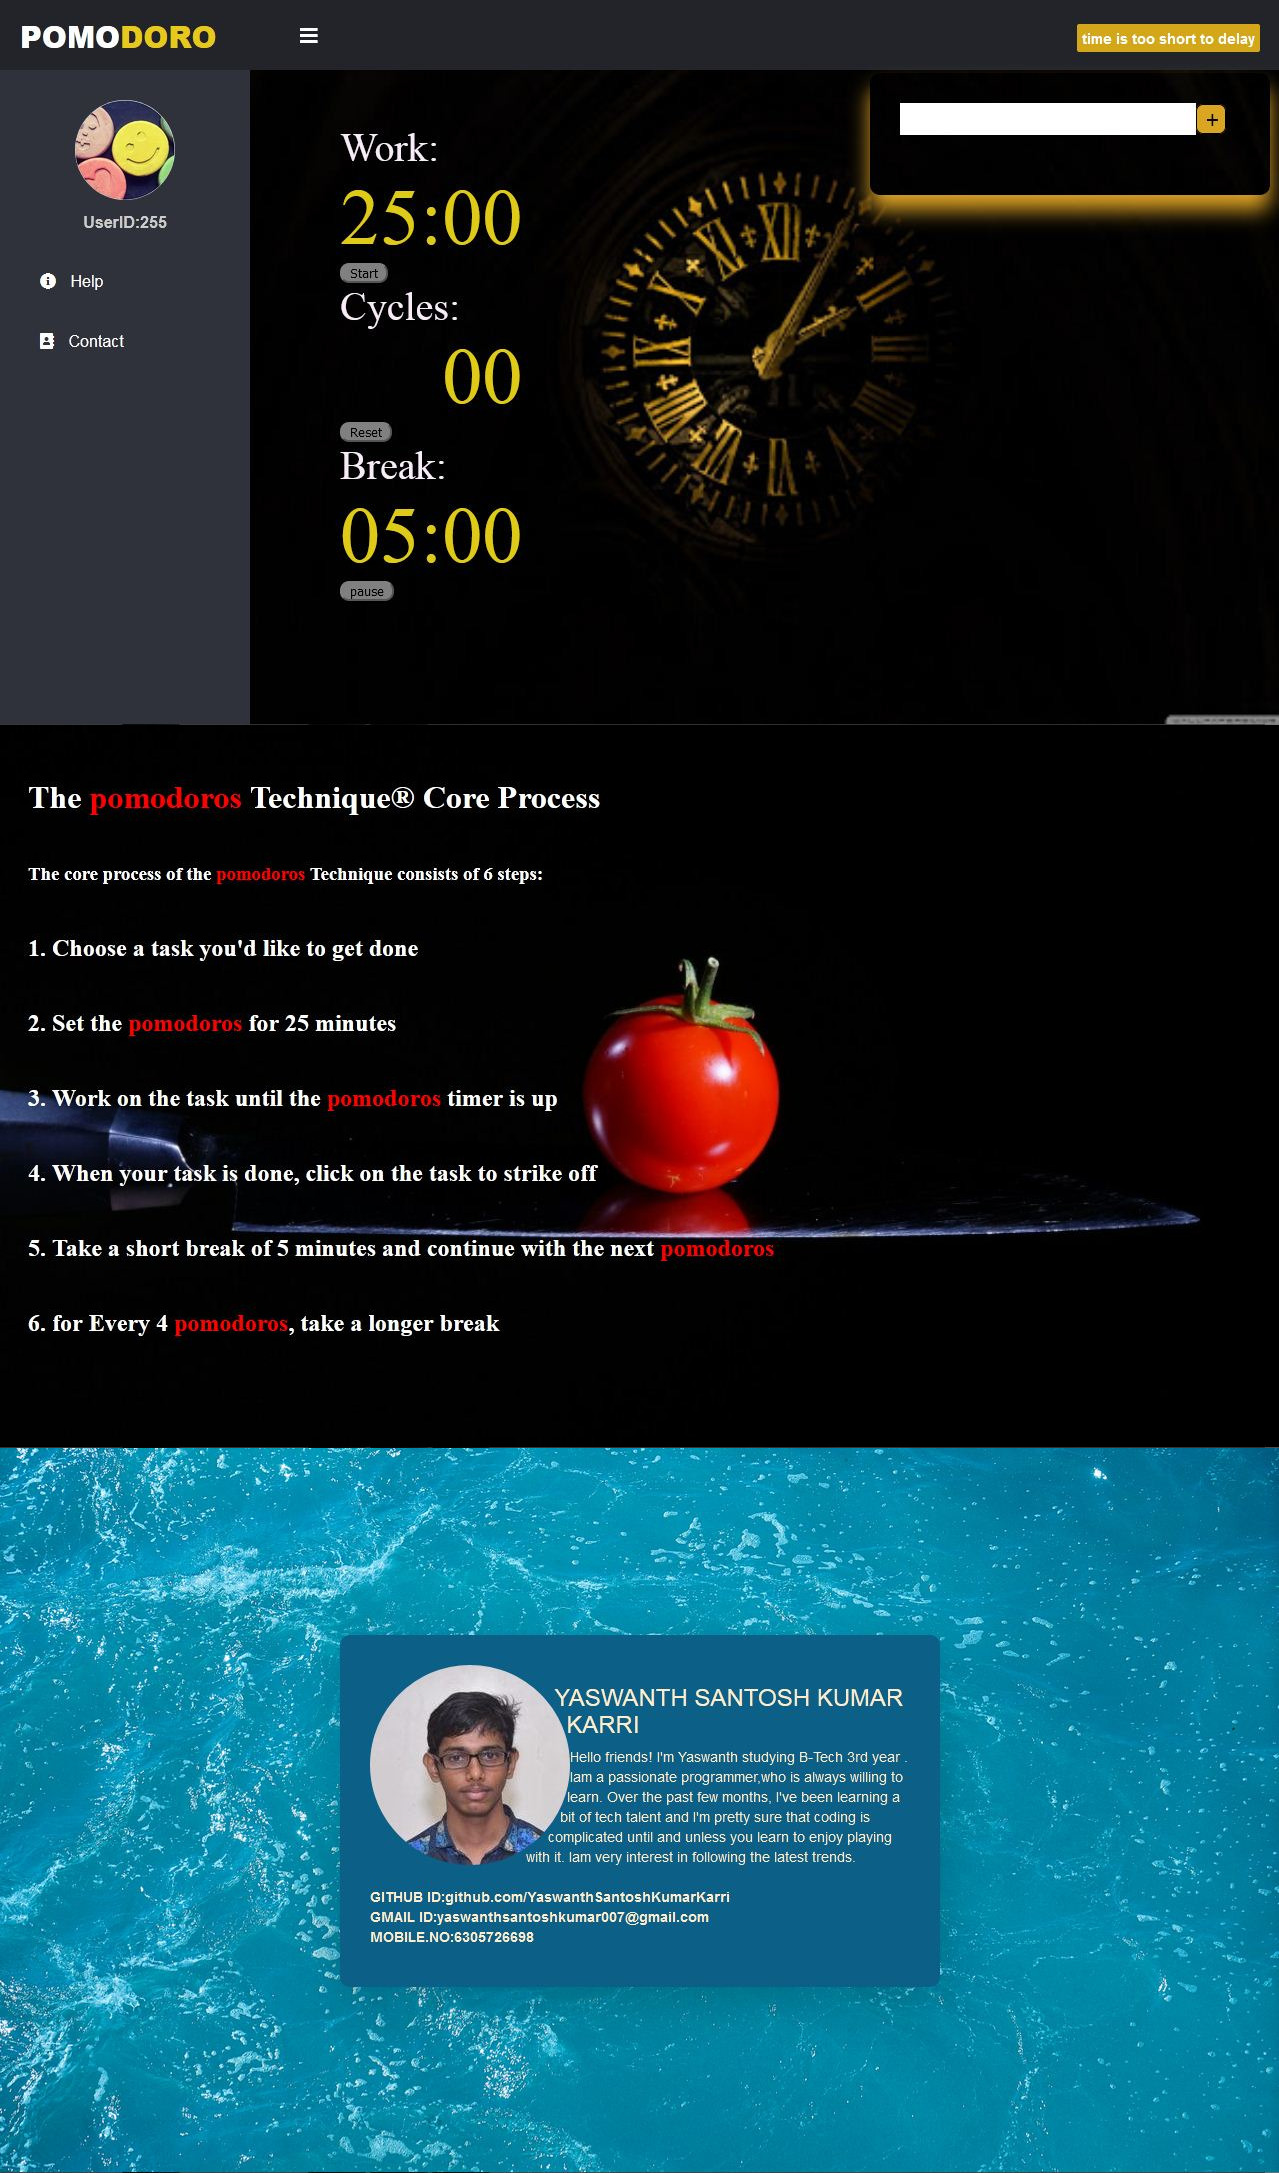 POMODORO
time is too short to delay
UserID:255
Help
Contact
Work:
25:00
Start
Cycles:
00
Reset
Break:
05:00
pause
+
The pomodoros Technique® Core Process
The core process of the pomodoros Technique consists of 6 steps:
1. Choose a task you'd like to get done
2. Set the pomodoros for 25 minutes
3. Work on the task until the pomodoros timer is up
4. When your task is done, click on the task to strike off
5. Take a short break of 5 minutes and continue with the next pomodoros
6. for Every 4 pomodoros, take a longer break
YASWANTH SANTOSH KUMAR
KARRI
Hello friends! I'm Yaswanth studying B-Tech 3rd year .
Iam a passionate programmer,who is always willing to
learn. Over the past few months, I've been learning a
bit of tech talent and I'm pretty sure that coding is
complicated until and unless you learn to enjoy playing
with it. Iam very interest in following the latest trends.
GITHUB ID:github.com/YaswanthSantoshKumarKarri
GMAIL ID:yaswanthsantoshkumar007@gmail.com
MOBILE.NO:6305726698